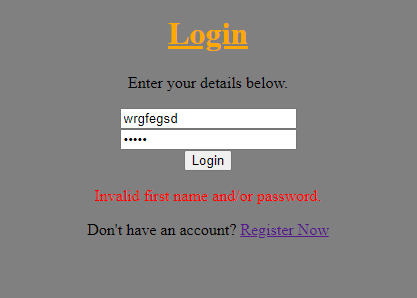 Login
Enter your details below.
wrgfegsd
•••••
Login
Invalid first name and/or password.
Don't have an account? Register Now